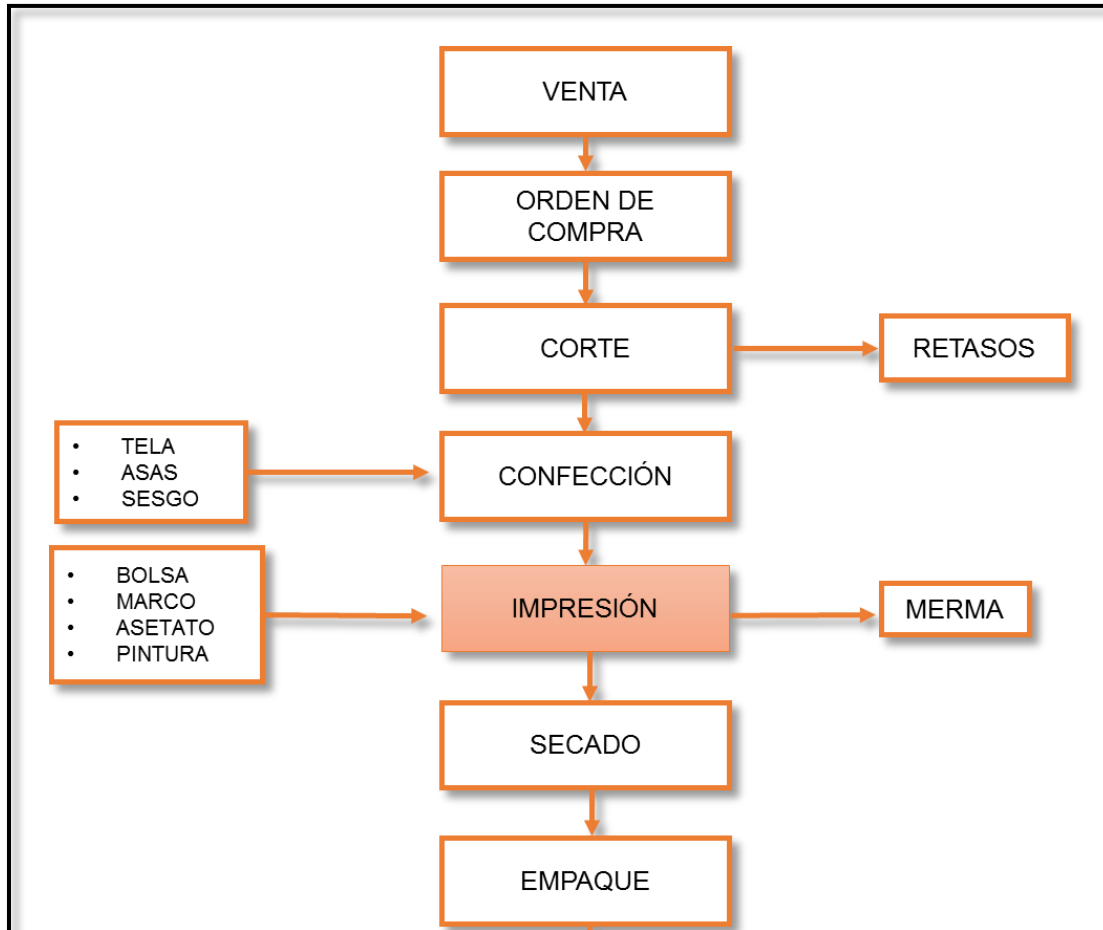 VENTA
ORDEN DE
COMPRA
CORTE
RETASOS
• TELA
• ASAS
• SESGO
CONFECCIÓN
• BOLSA
• MARCO
• ASETATO
• PINTURA
IMPRESIÓN
MERMA
SECADO
EMPAQUE